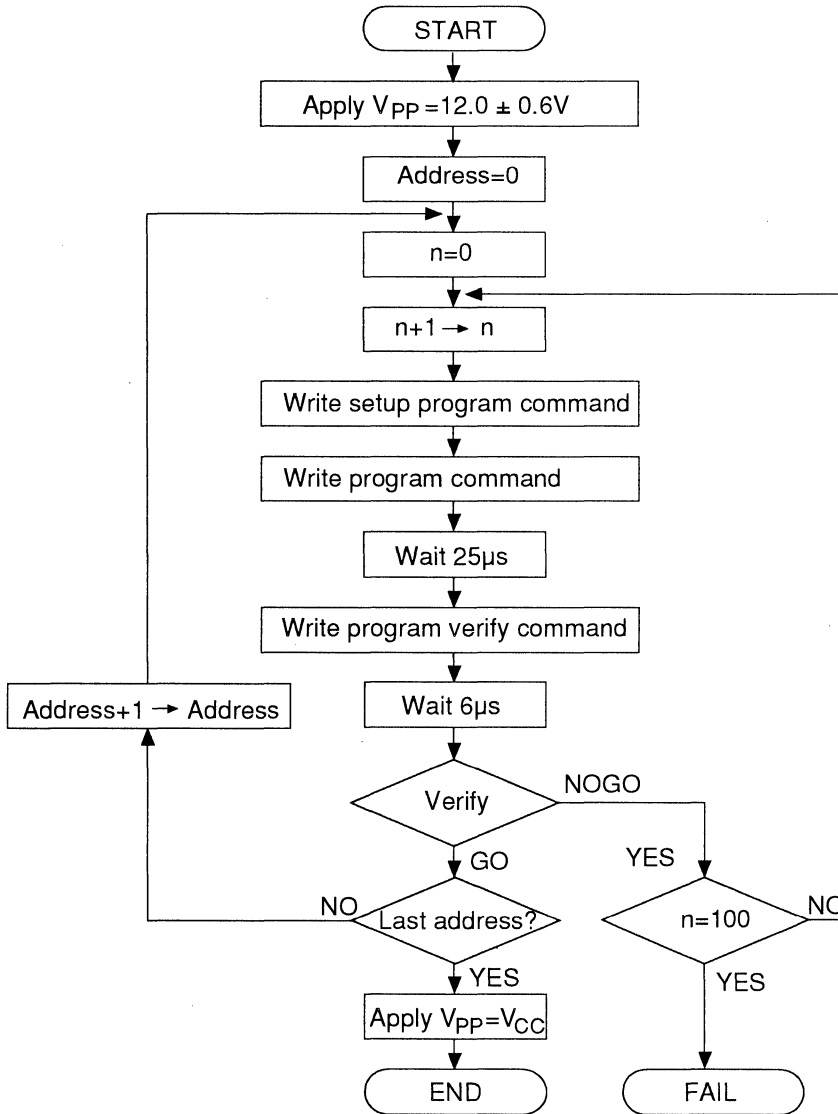 START
Apply VPP=12.0 ± 0.6V
Address=0
n=0
n+1 → n
Write setup program command
Write program command
Wait 25µs
Write program verify command
Address+1 → Address
Wait 6µs
Verify
NOGO
GO
YES
NO
Last address?
n=100
NO
YES
YES
Apply VPP=VCC
END
FAIL